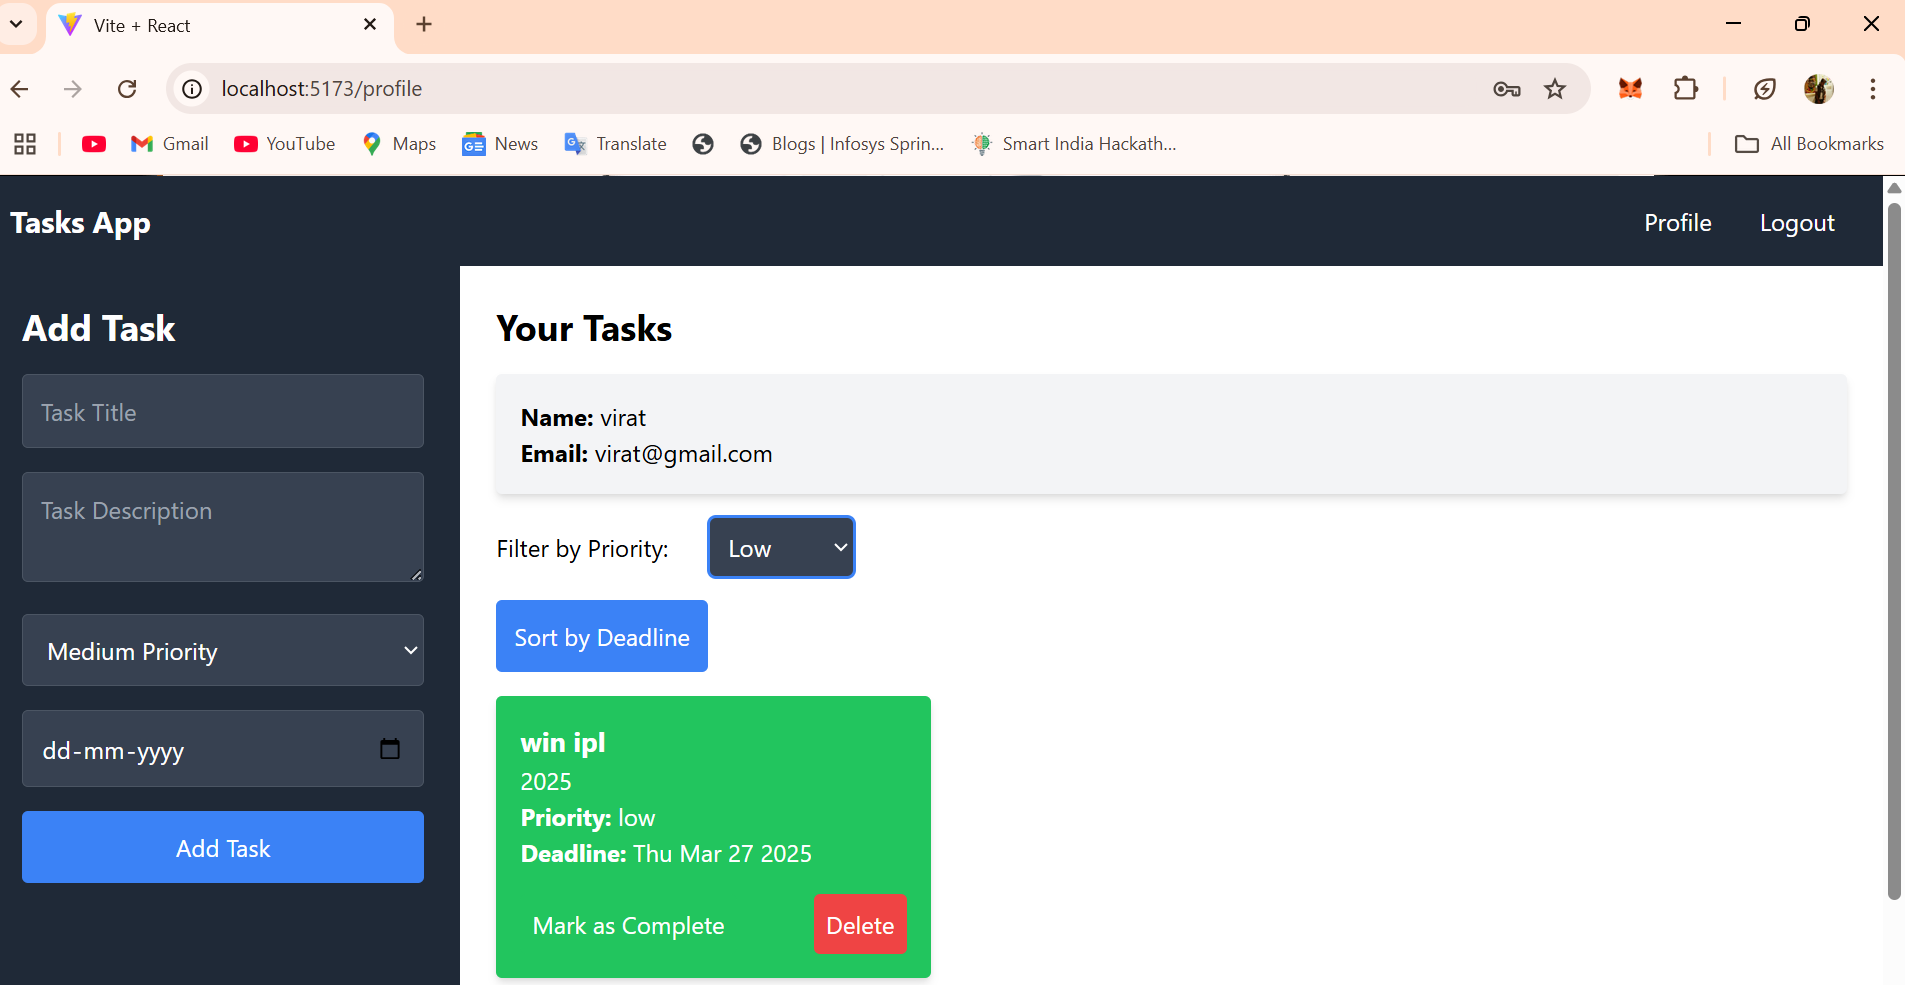 Vite + React
localhost:5173/profile
Gmail
YouTube
Maps
News
Translate
Blogs | Infosys Sprin...
Smart India Hackath...
All Bookmarks
Tasks App
Profile
Logout
Add Task
Task Title
Task Description
Medium Priority
dd-mm-yyyy
Add Task
Your Tasks
Name: virat
Email: virat@gmail.com
Filter by Priority:
Low
Sort by Deadline
win ipl
2025
Priority: low
Deadline: Thu Mar 27 2025
Mark as Complete
Delete